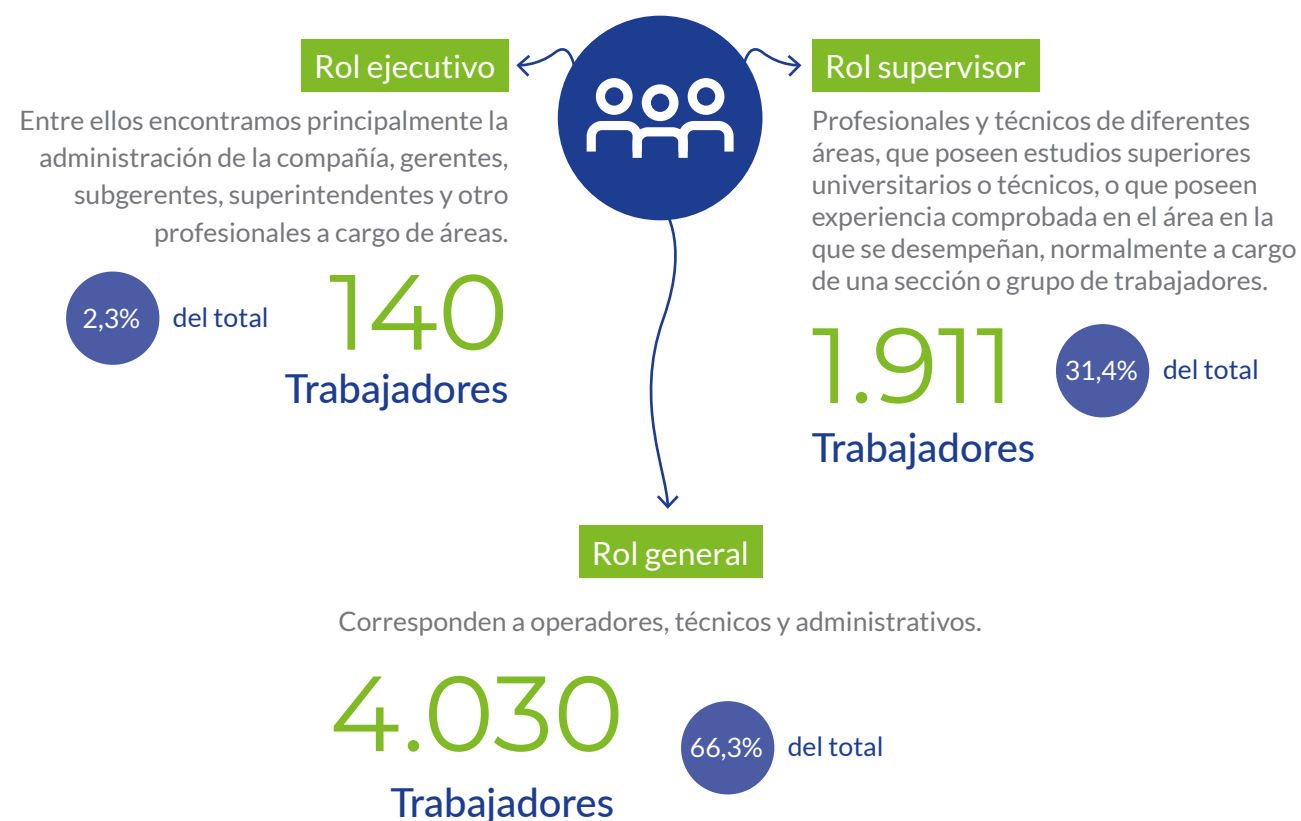 Rol ejecutivo
Entre ellos encontramos principalmente la
administración de la compañía, gerentes,
subgerentes, superintendentes y otro
profesionales a cargo de áreas.
2,3% del total
140
Trabajadores
Rol supervisor
Profesionales y técnicos de diferentes
áreas, que poseen estudios superiores
universitarios o técnicos, o que poseen
experiencia comprobada en el área en la
que se desempeñan, normalmente a cargo
de una sección o grupo de trabajadores.
1.911
Trabajadores
31,4% del total
Rol general
Corresponden a operadores, técnicos y administrativos.
4.030
Trabajadores
66,3% del total